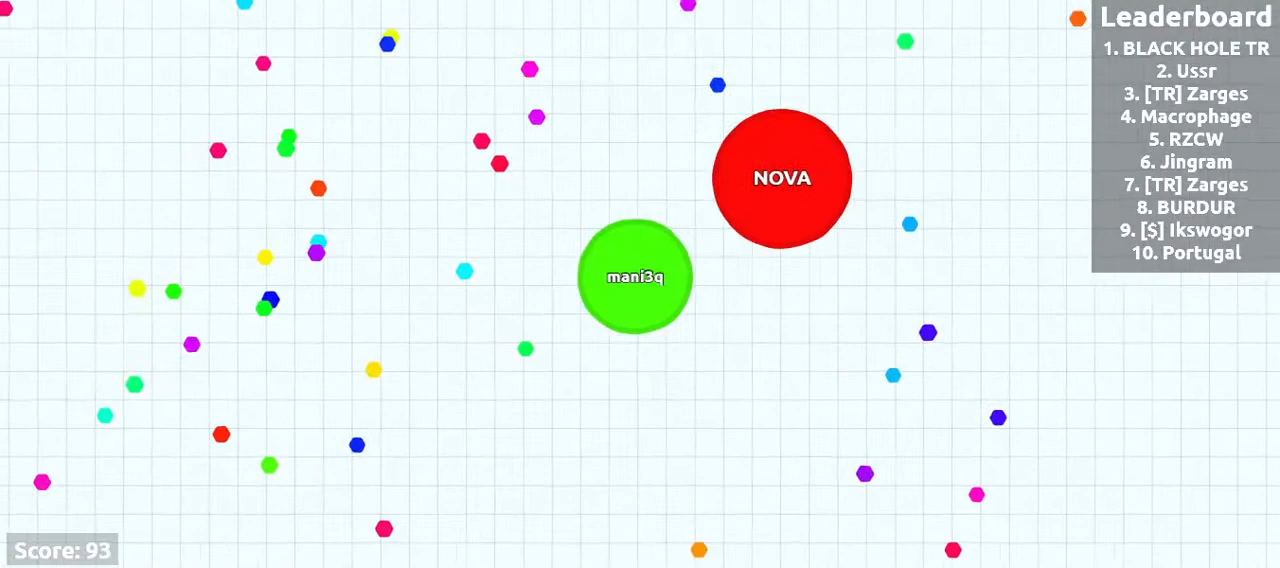 Leaderboard
1. BLACK HOLE TR
2. Ussr
3. [TR] Zarges
4. Macrophage
5. RZCW
6. Jingram
7. [TR] Zarges
8. BURDUR
9. [$] Ikswogor
10. Portugal
NOVA
mani3q
Score: 93